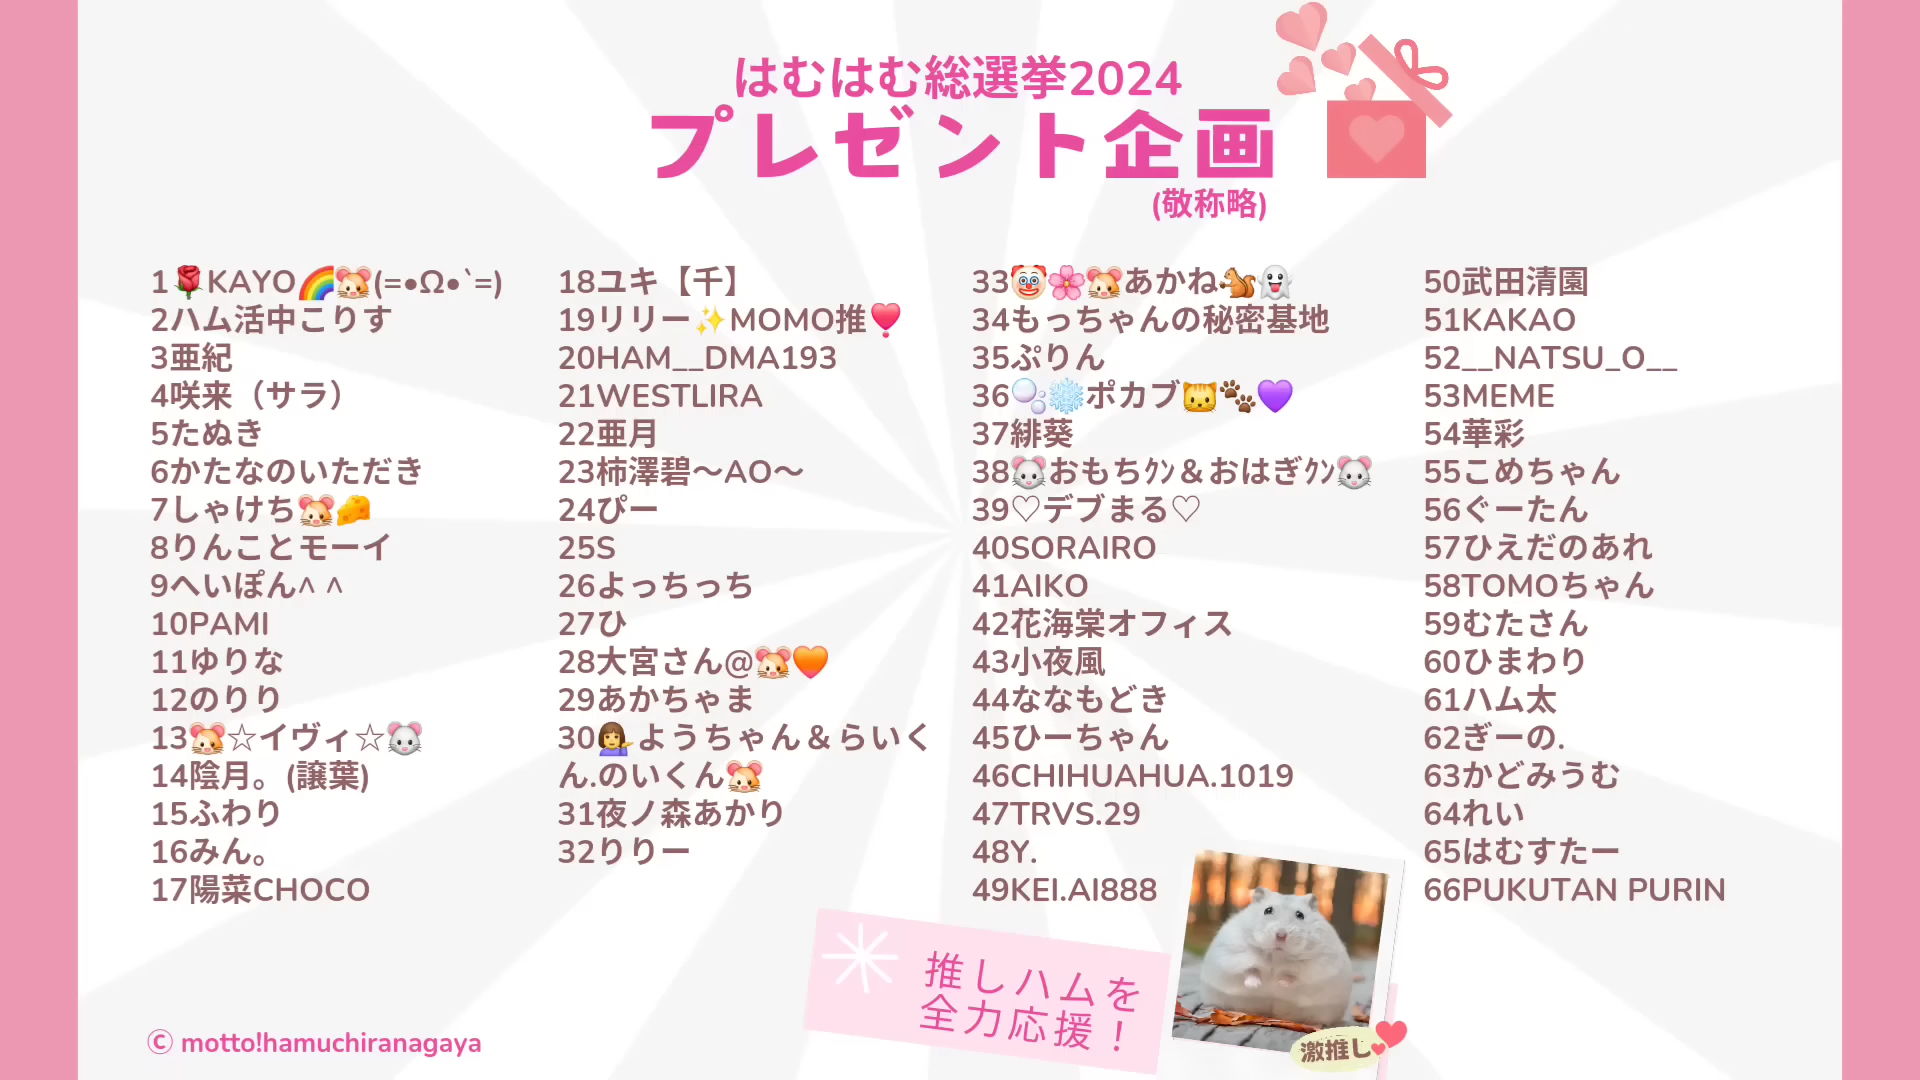 はむはむ総選挙2024
プレゼント企画
(敬称略)
1🌹KAYO🌈🐹(=•Ω•`=)
2ハム活中こりす
3亜紀
4咲来（サラ）
5たぬき
6かたなのいただき
7しゃけち🐹🧀
8りんことモーイ
9へいぽん^ ^
10PAMI
11ゆりな
12のりり
13🐹☆イヴィ☆🐭
14陰月。(譲葉)
15ふわり
16みん。
17陽菜CHOCO
18ユキ【千】
19リリー✨MOMO推❣️
20HAM__DMA193
21WESTLIRA
22亜月
23柿澤碧〜AO〜
24ぴー
25S
26よっちっち
27ひ
28大宮さん@🐹🧡
29あかちゃま
30💁‍♀️ようちゃん＆らいく
ん.のいくん🐹
31夜ノ森あかり
32りりー
33🤡🌸🐹あかね🐿️👻
34もっちゃんの秘密基地
35ぷりん
36🫧❄️ポカブ🐱🐾💜
37緋葵
38🐭おもちｸﾝ＆おはぎｸﾝ🐭
39♡デブまる♡
40SORAIRO
41AIKO
42花海棠オフィス
43小夜風
44ななもどき
45ひーちゃん
46CHIHUAHUA.1019
47TRVS.29
48Y.
49KEI.AI888
50武田清園
51KAKAO
52__NATSU_O__
53MEME
54華彩
55こめちゃん
56ぐーたん
57ひえだのあれ
58TOMOちゃん
59むたさん
60ひまわり
61ハム太
62ぎーの.
63かどみうむ
64れい
65はむすたー
66PUKUTAN PURIN
推しハムを
全力応援！
激推し
© motto!hamuchiranagaya